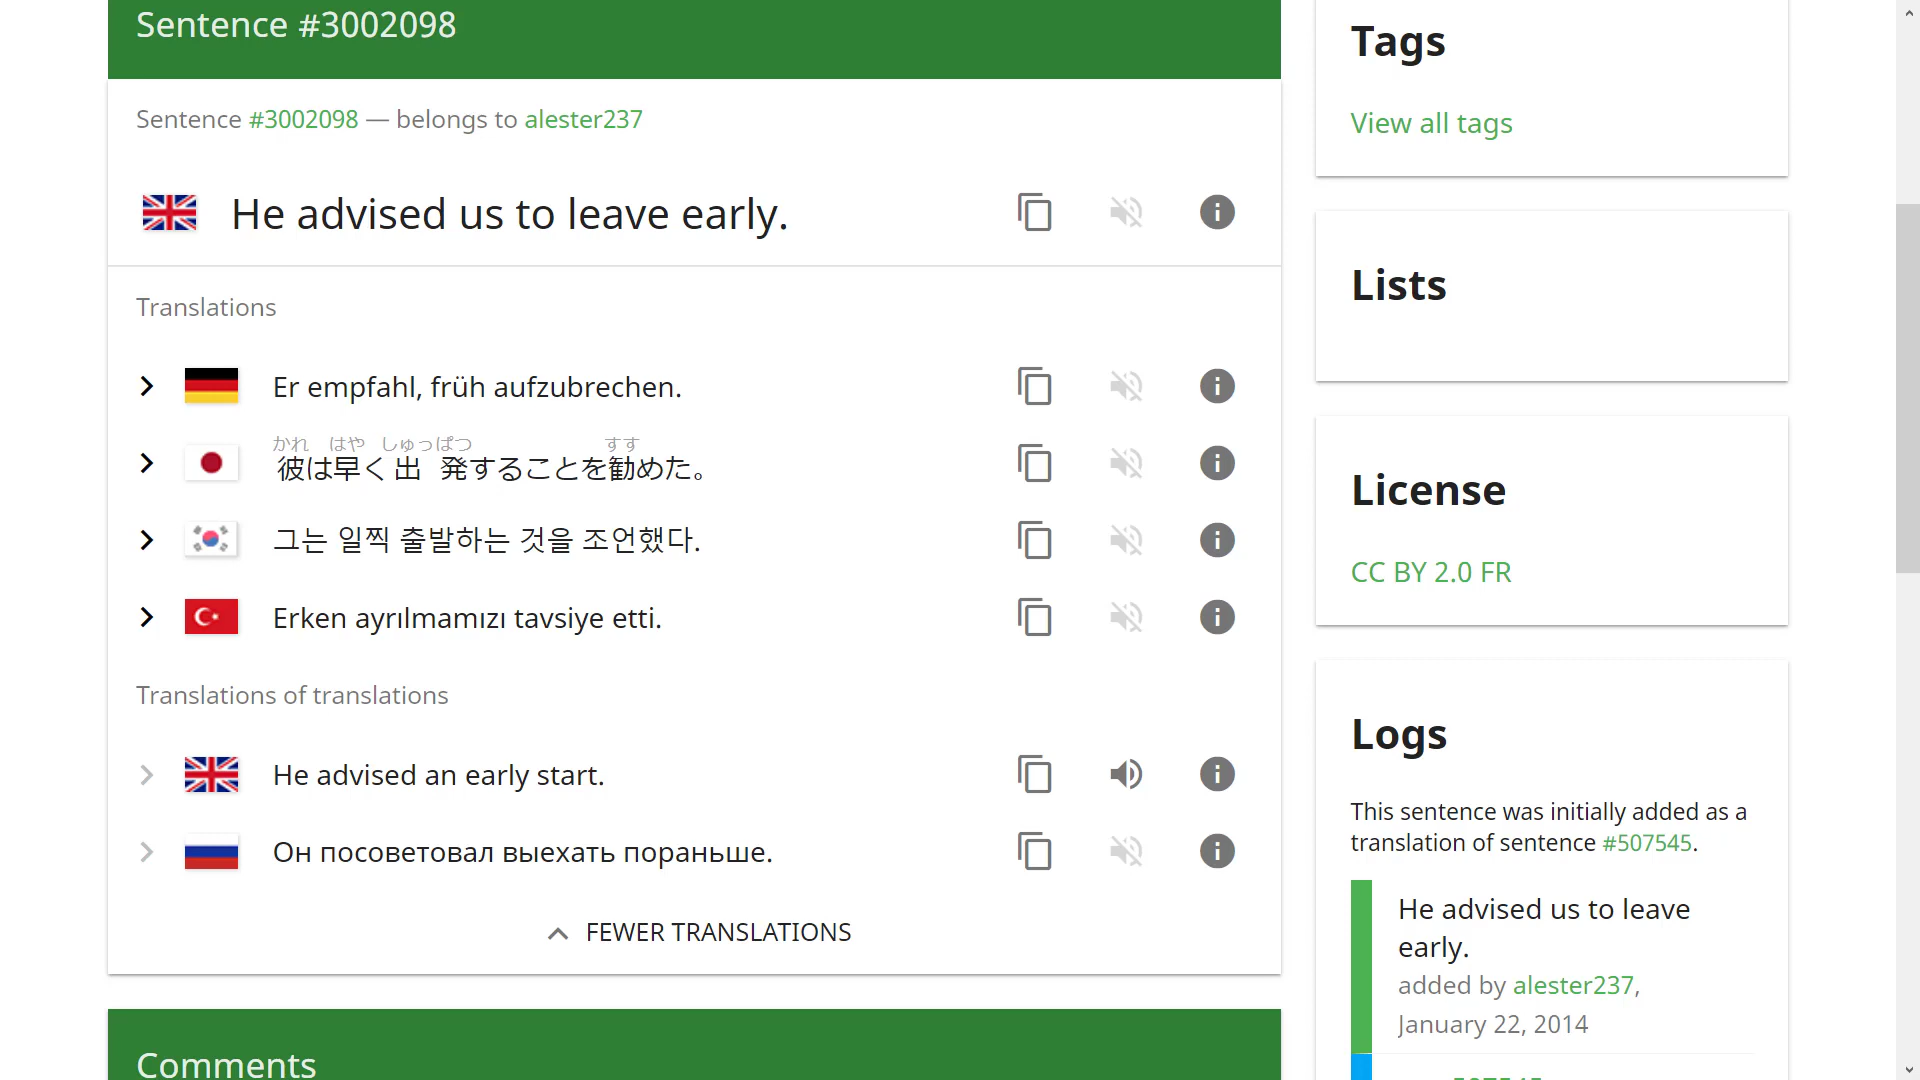 Sentence #3002098
Sentence #3002098 — belongs to alester237
He advised us to leave early.
Translations
Er empfahl, früh aufzubrechen.
かれ はや しゅっぱつ すす
彼は早く出発することを勧めた。
그는 일찍 출발하는 것을 조언했다.
Erken ayrılmamızı tavsiye etti.
Translations of translations
He advised an early start.
Он посоветовал выехать пораньше.
FEWER TRANSLATIONS
Comments
Tags
View all tags
Lists
License
CC BY 2.0 FR
Logs
This sentence was initially added as a
translation of sentence #507545.
He advised us to leave
early.
added by alester237,
January 22, 2014